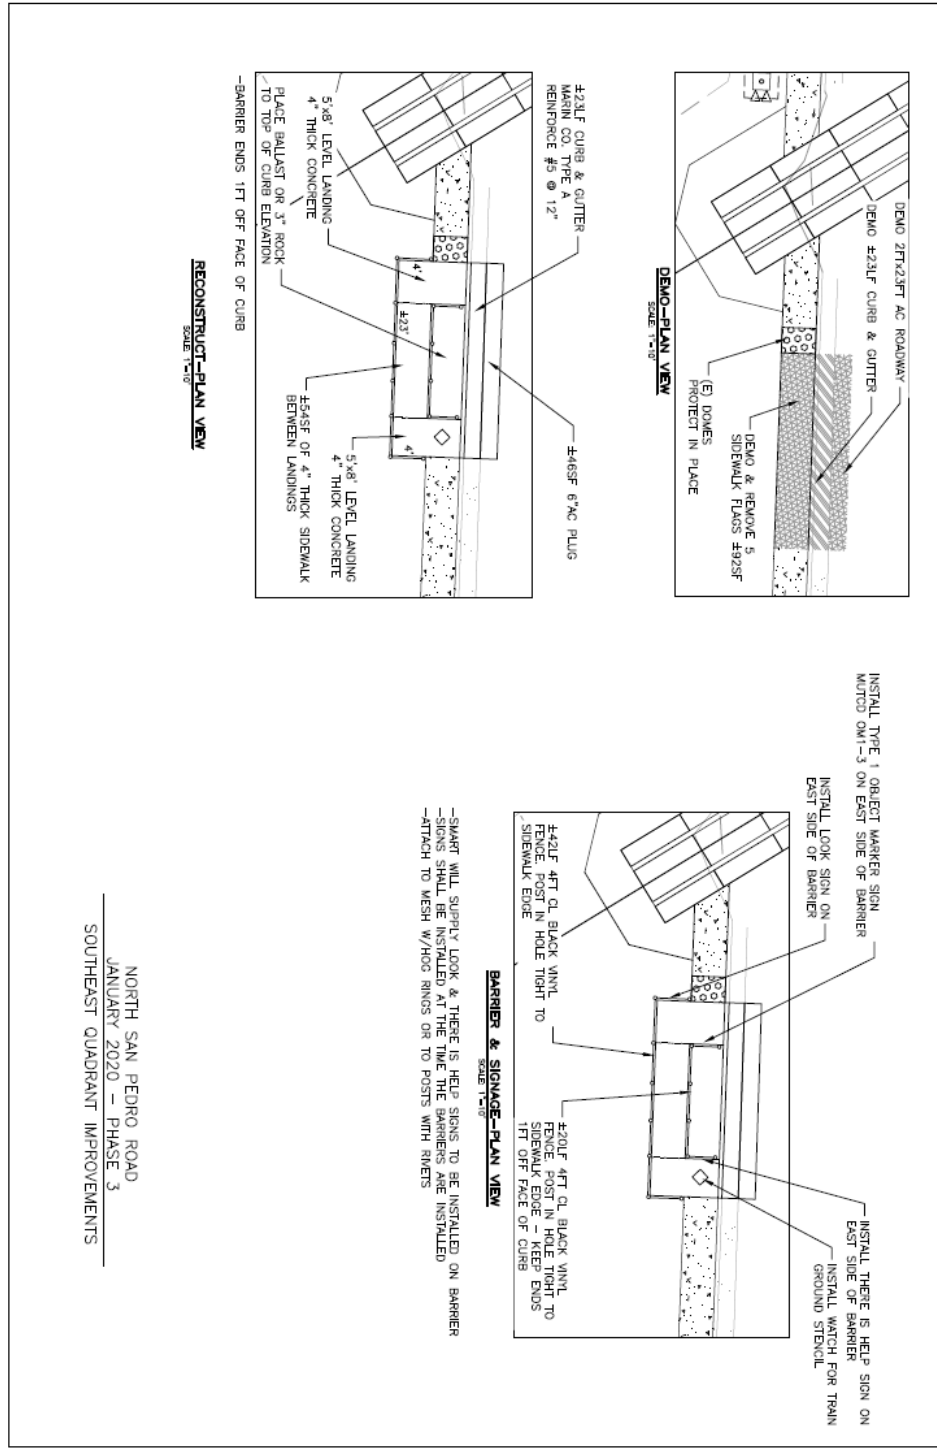 DEMO 2FTx23FT AC ROADWAY
DEMO ±23LF CURB & GUTTER
(E) DOMES
PROTECT IN PLACE
DEMO & REMOVE 5
SIDEWALK FLAGS ±92SF
DEMO-PLAN VIEW
SCALE: 1"=10'
±23LF CURB & GUTTER
MARIN CO. TYPE A
REINFORCE #5 @ 12"
±46SF 6"AC PLUG
5'x8' LEVEL LANDING
4" THICK CONCRETE
PLACE BALLAST OR 3" ROCK
TO TOP OF CURB ELEVATION
4'
±23'
4'
5'x8' LEVEL LANDING
4" THICK CONCRETE
±54SF OF 4" THICK SIDEWALK
BETWEEN LANDINGS
-BARRIER ENDS 1FT OFF FACE OF CURB
RECONSTRUCT-PLAN VIEW
SCALE: 1"=10'
INSTALL TYPE 1 OBJECT MARKER SIGN
MUTCD OM1-3 ON EAST SIDE OF BARRIER
INSTALL LOOK SIGN ON
EAST SIDE OF BARRIER
INSTALL THERE IS HELP SIGN ON
EAST SIDE OF BARRIER
INSTALL WATCH FOR TRAIN
GROUND STENCIL
±42LF 4FT CL BLACK VINYL
FENCE. POST IN HOLE TIGHT TO
SIDEWALK EDGE
±20LF 4FT CL BLACK VINYL
FENCE. POST IN HOLE TIGHT TO
SIDEWALK EDGE - KEEP ENDS
1FT OFF FACE OF CURB
BARRIER & SIGNAGE-PLAN VIEW
SCALE: 1"=10'
-SMART WILL SUPPLY LOOK & THERE IS HELP SIGNS TO BE INSTALLED ON BARRIER
-SIGNS SHALL BE INSTALLED AT THE TIME THE BARRIERS ARE INSTALLED
-ATTACH TO MESH W/HOG RINGS OR TO POSTS WITH RIVETS
NORTH SAN PEDRO ROAD
JANUARY 2020 - PHASE 3
SOUTHEAST QUADRANT IMPROVEMENTS